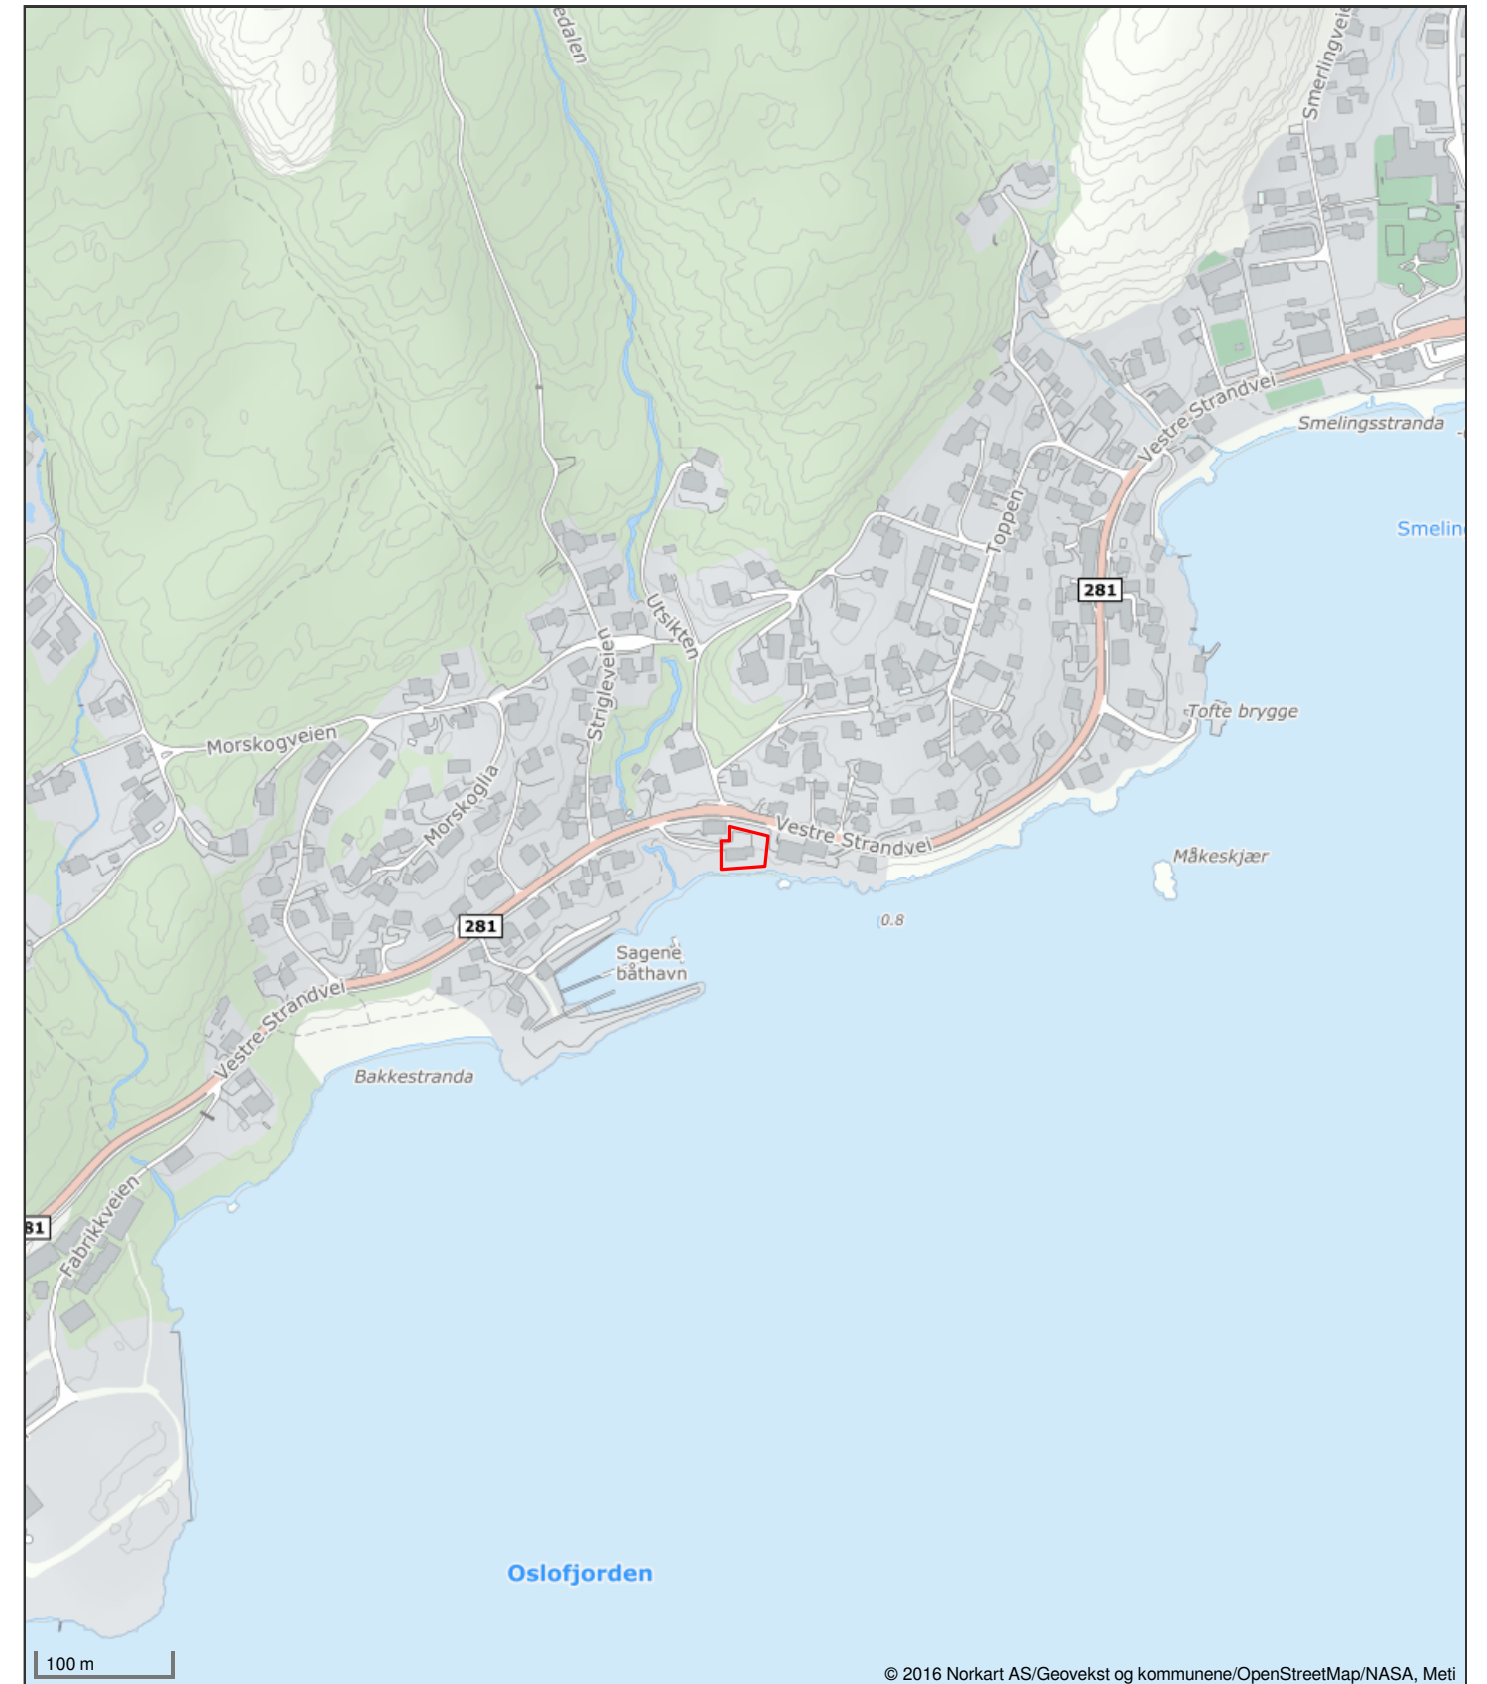 edalen
Smerlingveie
Vestre Strandvei
Smelingsstranda
Smelin
Toppen
281
Utsikten
Strigleveien
Tofte brygge
Morskogveien
Morskoglia
Vestre Strandvei
Måkeskjær
0.8
281
Sagene
båthavn
Vestre Strandvei
Bakkestranda
Fabrikkveien
81
Oslofjorden
100 m
© 2016 Norkart AS/Geovekst og kommunene/OpenStreetMap/NASA, Meti